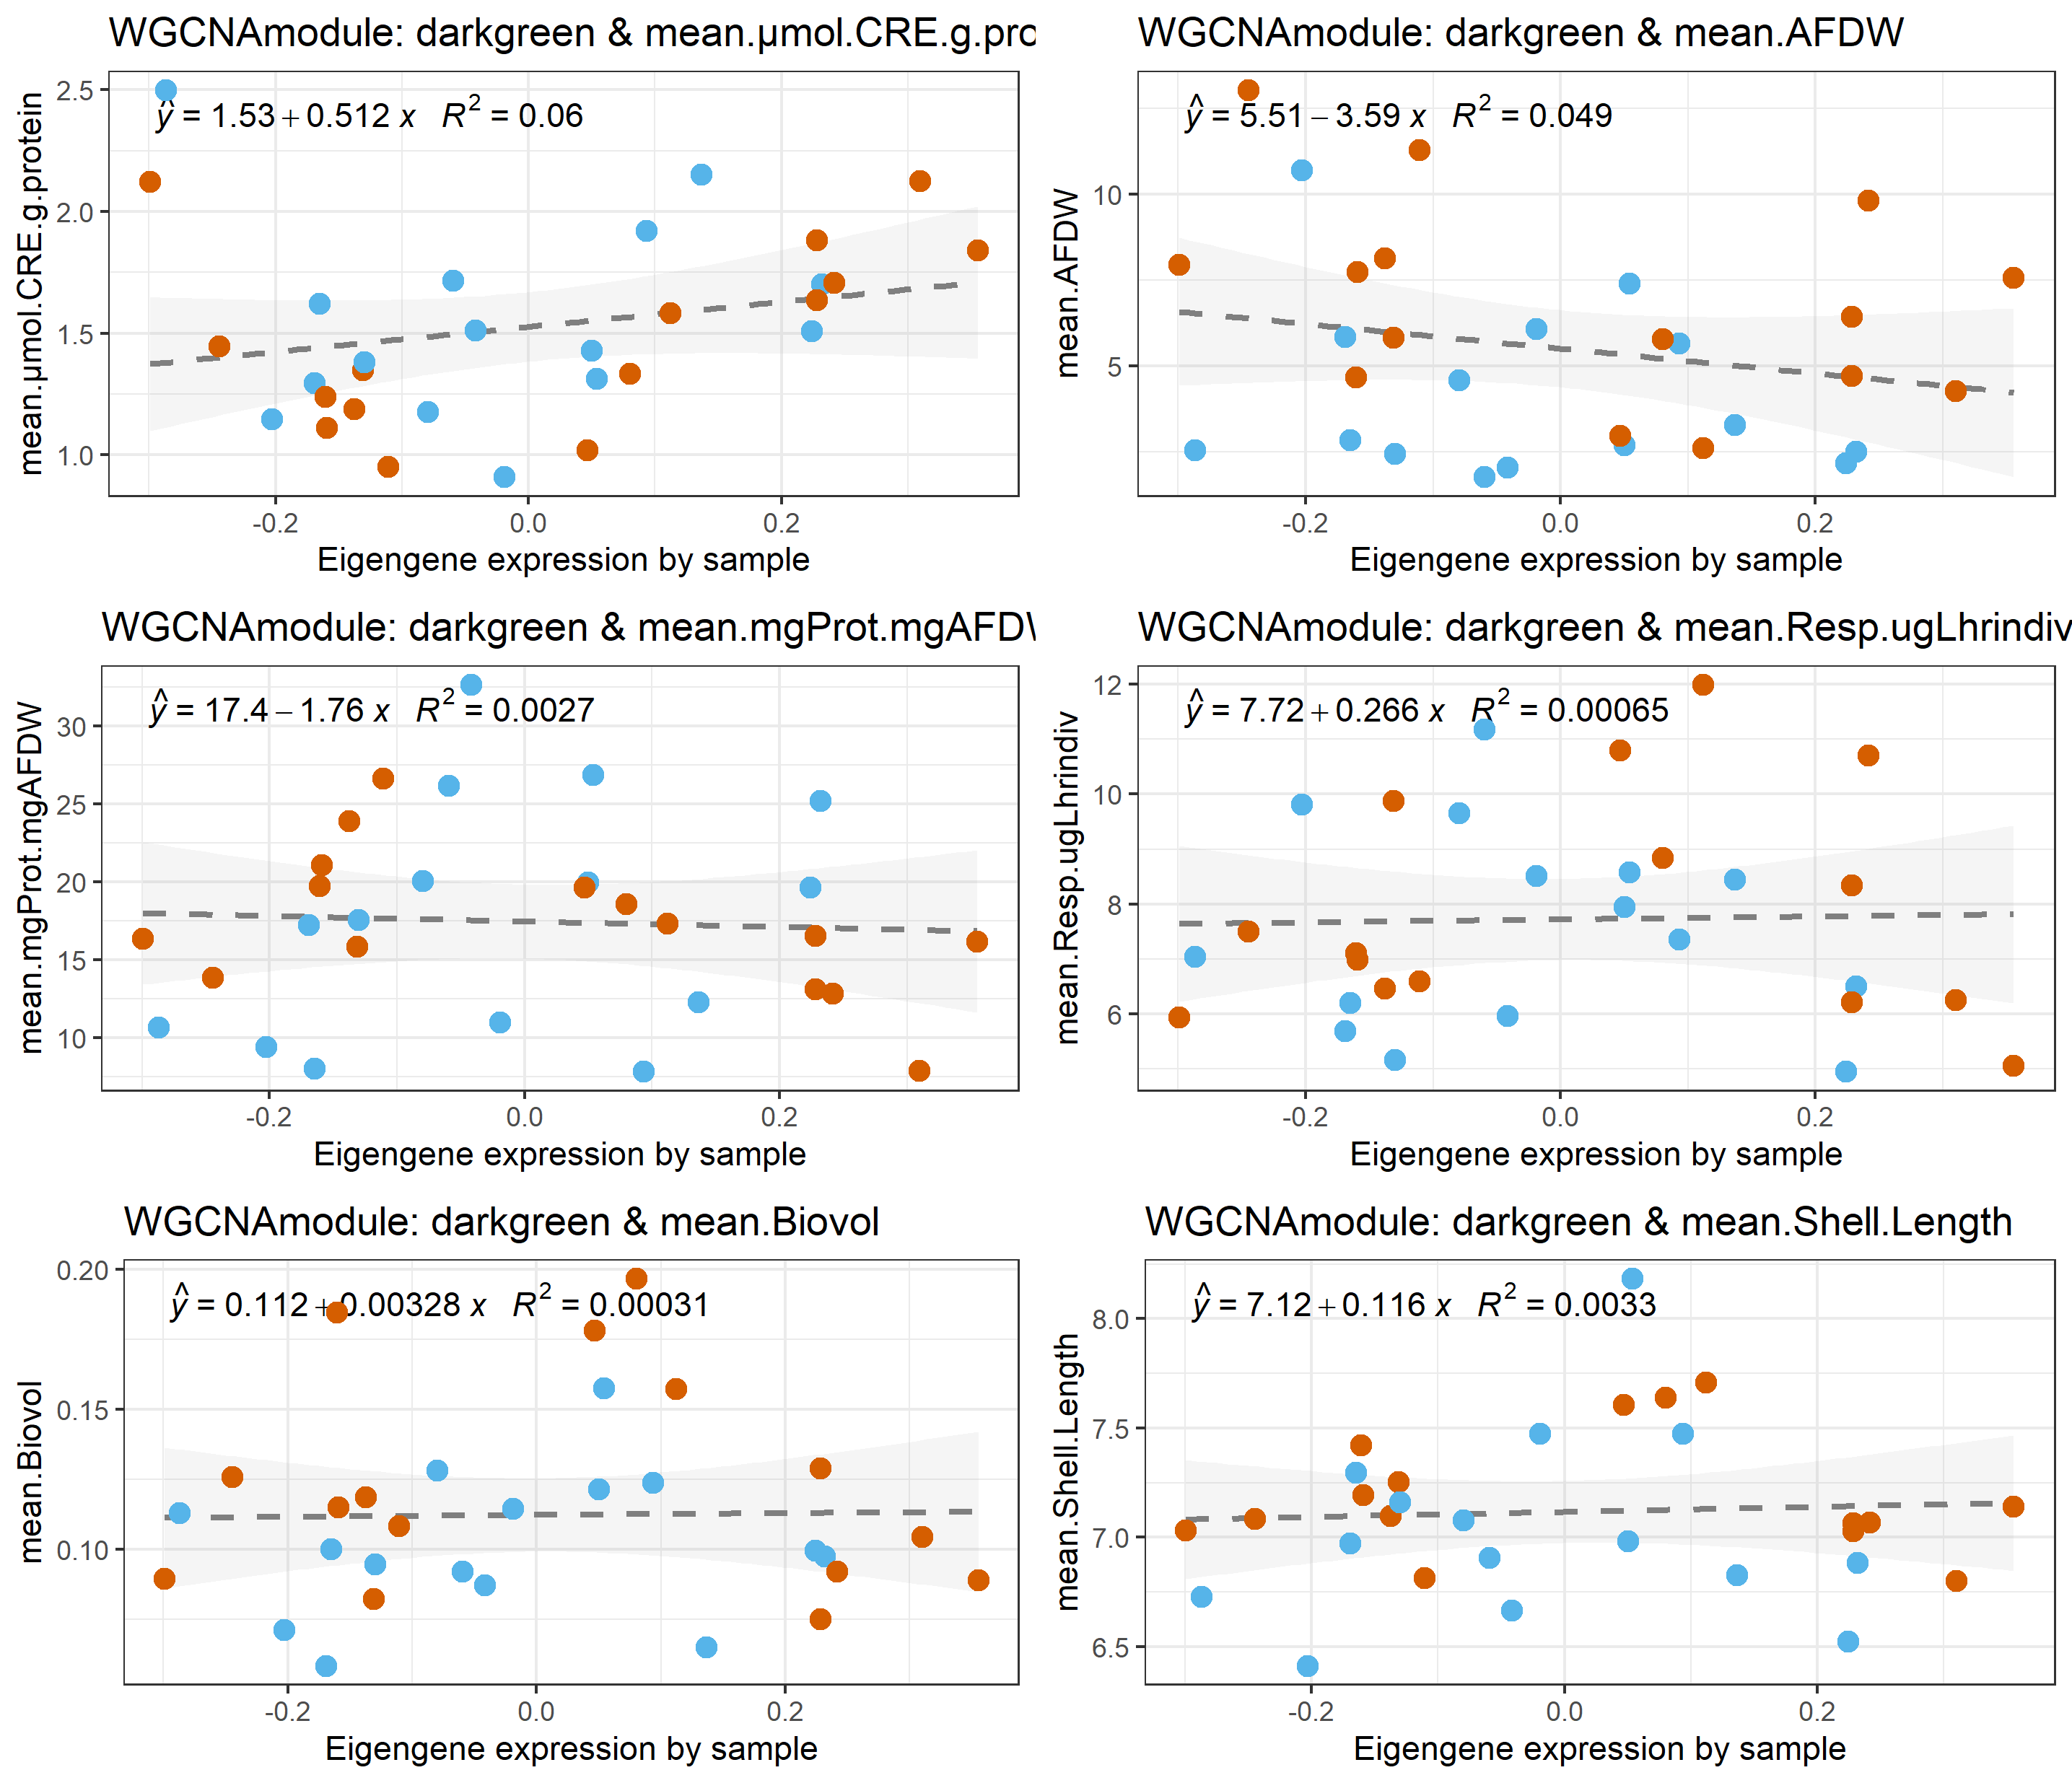 WGCNAmodule: darkgreen & mean.µmol.CRE.g.pro
ŷ = 1.53 + 0.512 x R² = 0.06
mean.µmol.CRE.g.protein
2.5
2.0
1.5
1.0
-0.2 0.0 0.2
Eigengene expression by sample
WGCNAmodule: darkgreen & mean.AFDW
ŷ = 5.51 − 3.59 x R² = 0.049
mean.AFDW
10
5
-0.2 0.0 0.2
Eigengene expression by sample
WGCNAmodule: darkgreen & mean.mgProt.mgAFDW
ŷ = 17.4 − 1.76 x R² = 0.0027
mean.mgProt.mgAFDW
30
25
20
15
10
-0.2 0.0 0.2
Eigengene expression by sample
WGCNAmodule: darkgreen & mean.Resp.ugLhrindiv
ŷ = 7.72 + 0.266 x R² = 0.00065
mean.Resp.ugLhrindiv
12
10
8
6
-0.2 0.0 0.2
Eigengene expression by sample
WGCNAmodule: darkgreen & mean.Biovol
ŷ = 0.112 + 0.00328 x R² = 0.00031
mean.Biovol
0.20
0.15
0.10
-0.2 0.0 0.2
Eigengene expression by sample
WGCNAmodule: darkgreen & mean.Shell.Length
ŷ = 7.12 + 0.116 x R² = 0.0033
mean.Shell.Length
8.0
7.5
7.0
6.5
-0.2 0.0 0.2
Eigengene expression by sample